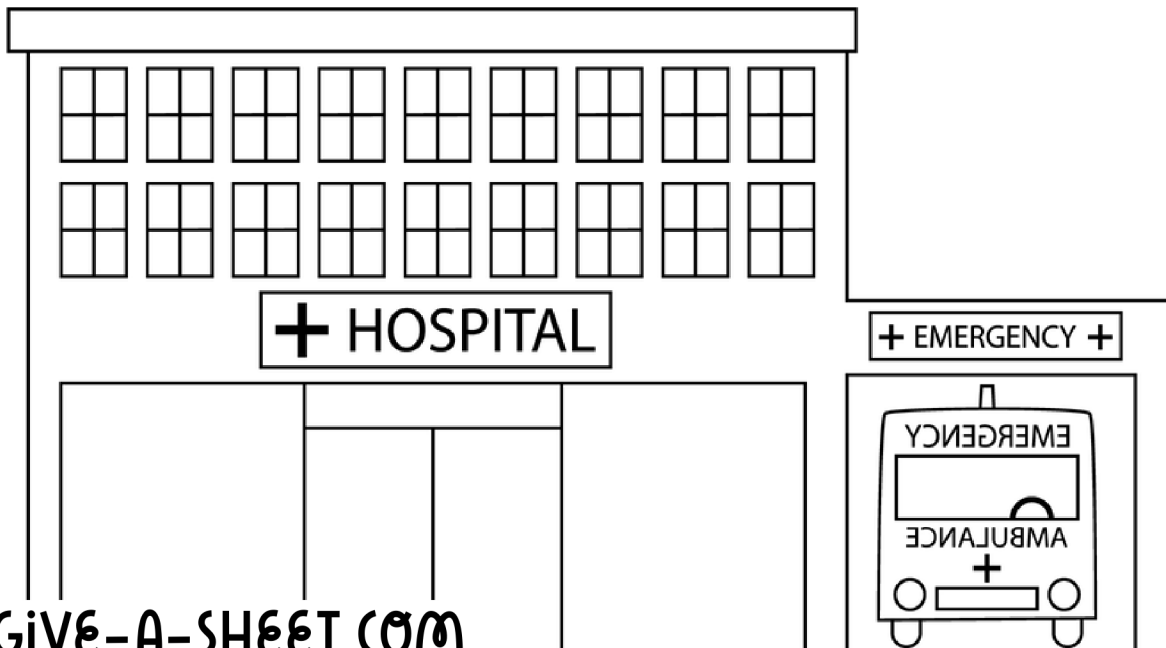 + HOSPITAL
+ EMERGENCY +
EMERGENCY
AMBULANCE
+
GiVE-A-SHEET.COM